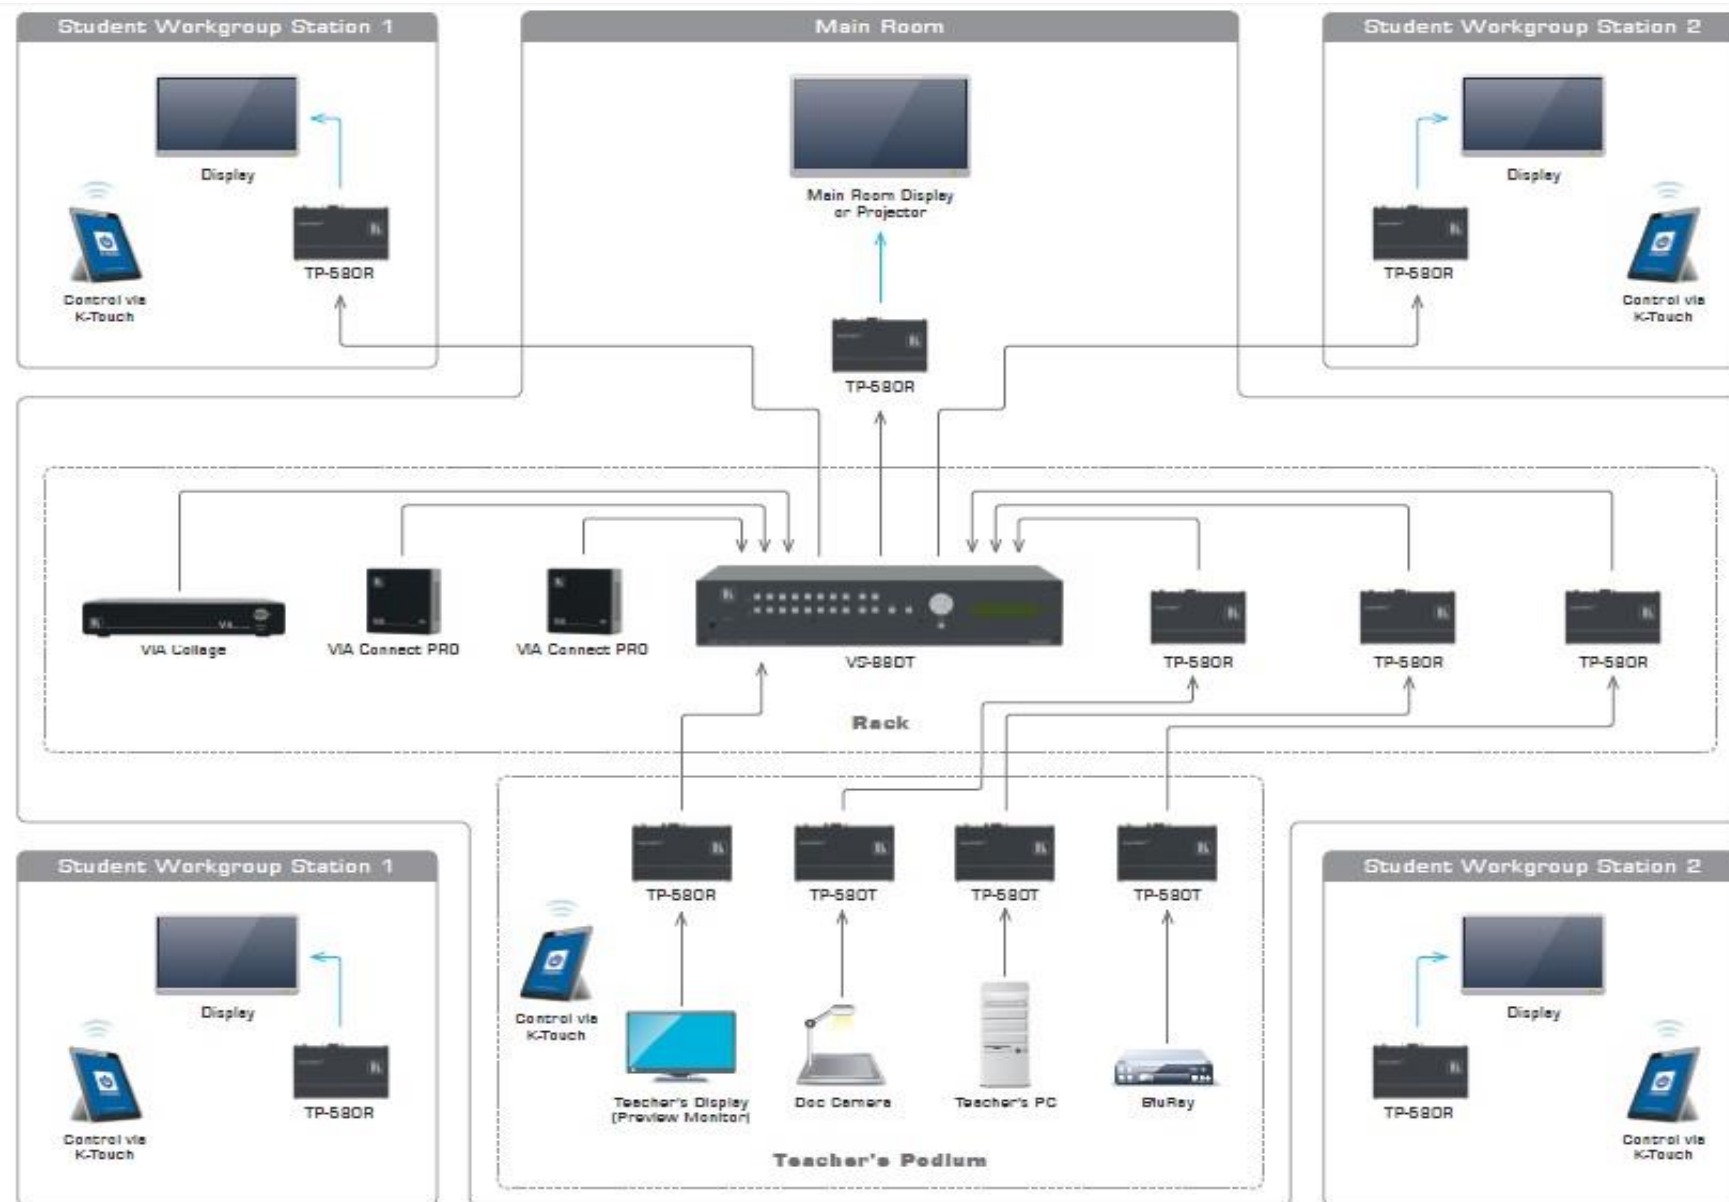 Student Workgroup Station 1
Main Room
Student Workgroup Station 2
Display
Main Room Display
or Projector
Display
TP-580R
TP-580R
Control via
K-Touch
Control via
K-Touch
TP-580R
VIA Collage
VIA Connect PRO
VIA Connect PRO
VS-88DT
TP-580R
TP-580R
TP-580R
Rack
Student Workgroup Station 1
Student Workgroup Station 2
TP-580R
TP-580T
TP-580T
TP-580T
Display
Display
Control via
K-Touch
Teacher's Display
(Preview Monitor)
Doc Camera
Teacher's PC
BluRay
TP-580R
TP-580R
Control via
K-Touch
Control via
K-Touch
Teacher's Podium